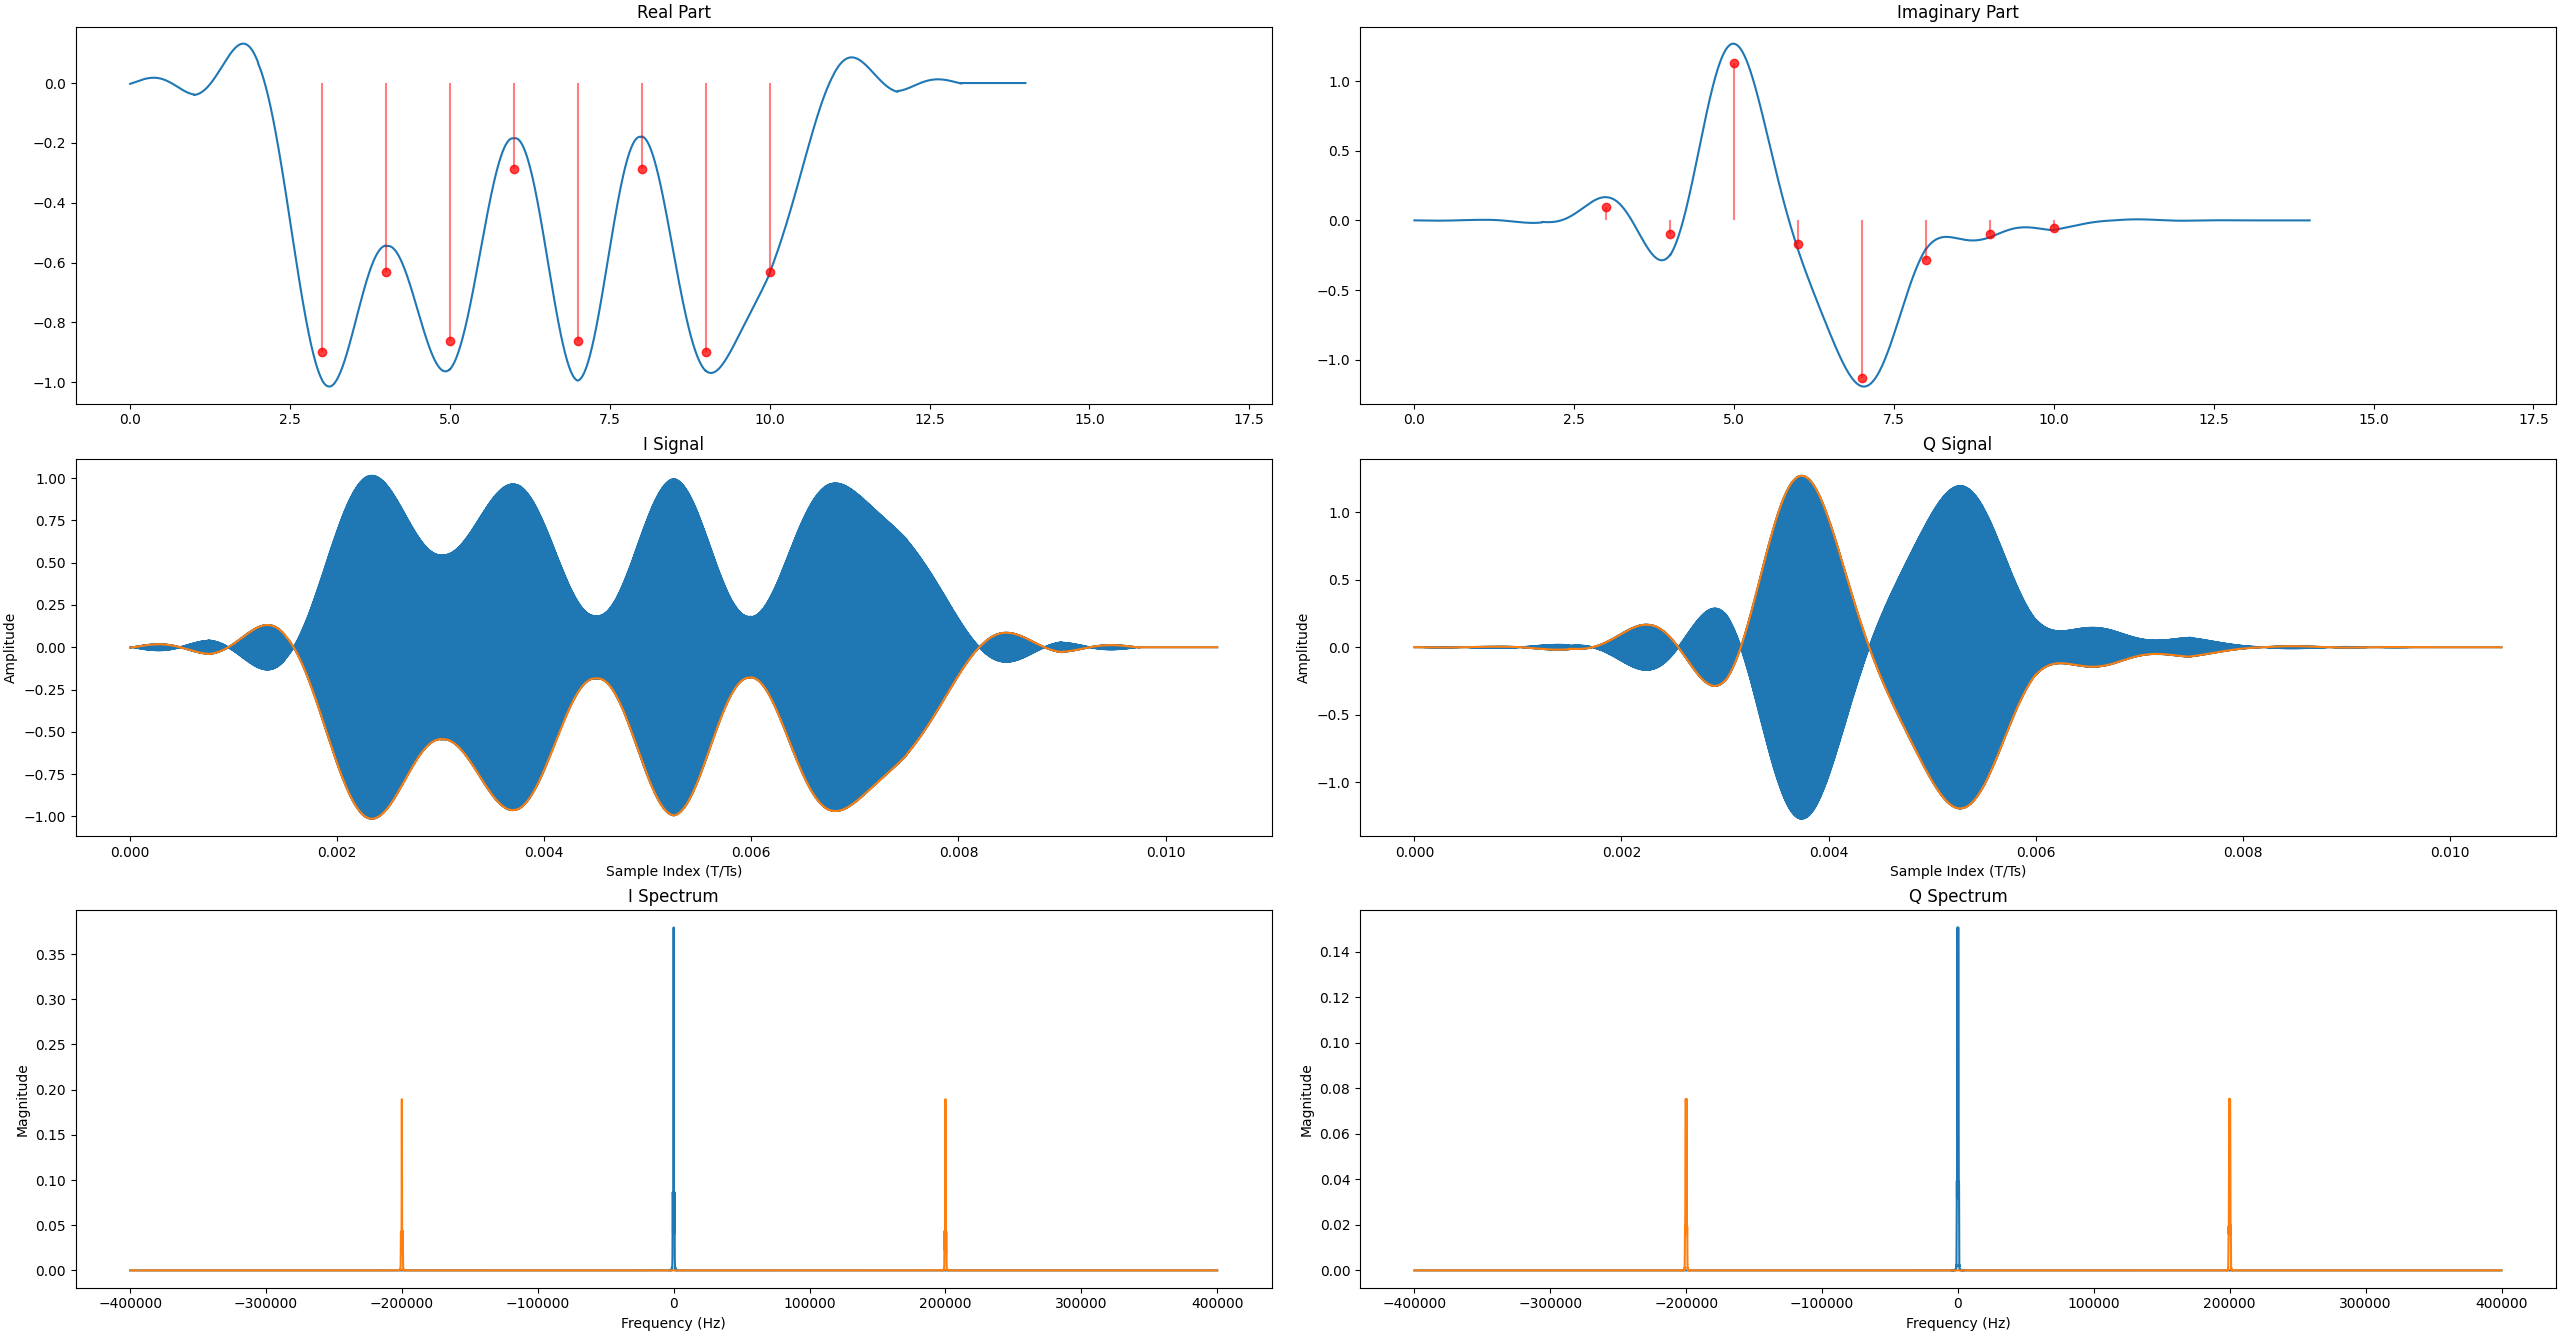 Real Part
0.0
−0.2
−0.4
−0.6
−0.8
−1.0
0.0 2.5 5.0 7.5 10.0 12.5 15.0 17.5
Imaginary Part
1.0
0.5
0.0
−0.5
−1.0
0.0 2.5 5.0 7.5 10.0 12.5 15.0 17.5
I Signal
Amplitude
1.00
0.75
0.50
0.25
0.00
−0.25
−0.50
−0.75
−1.00
0.000 0.002 0.004 0.006 0.008 0.010
Sample Index (T/Ts)
Q Signal
Amplitude
1.0
0.5
0.0
−0.5
−1.0
0.000 0.002 0.004 0.006 0.008 0.010
Sample Index (T/Ts)
I Spectrum
Magnitude
0.35
0.30
0.25
0.20
0.15
0.10
0.05
0.00
−400000 −300000 −200000 −100000 0 100000 200000 300000 400000
Frequency (Hz)
Q Spectrum
Magnitude
0.14
0.12
0.10
0.08
0.06
0.04
0.02
0.00
−400000 −300000 −200000 −100000 0 100000 200000 300000 400000
Frequency (Hz)